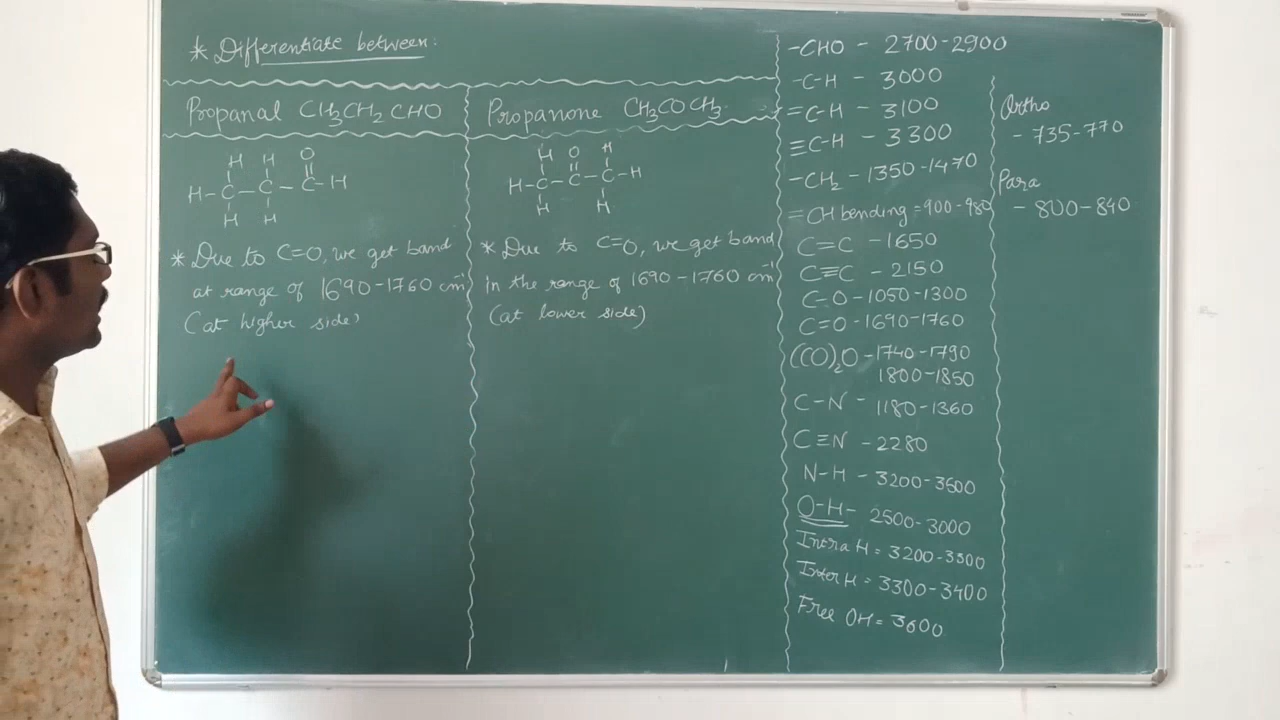 * Differentiate between:
Propanal CH3CH2CHO
H H O
H-C-C-C-H
H H
* Due to C=O, we get band
at range of 1690-1760 cm-1
(at higher side)
Propanone CH3COCH3
H O H
H-C-C-C-H
H H
* Due to C=O, we get band
in the range of 1690-1760 cm-1
(at lower side)
-CHO - 2700-2900
-C-H - 3000
=C-H - 3100
≡C-H - 3300
-CH2 - 1350-1470
=CH bending = 900-980
C=C - 1650
C≡C - 2150
C-O - 1050-1300
C=O - 1690-1760
(CO)2O - 1740-1790
1800-1850
C-N - 1180-1360
C≡N - 2280
N-H - 3200-3500
O-H - 2500-3000
Intra H = 3200-3500
Inter H = 3300-3400
Free OH = 3600
Ortho
- 735-770
Para
- 800-840